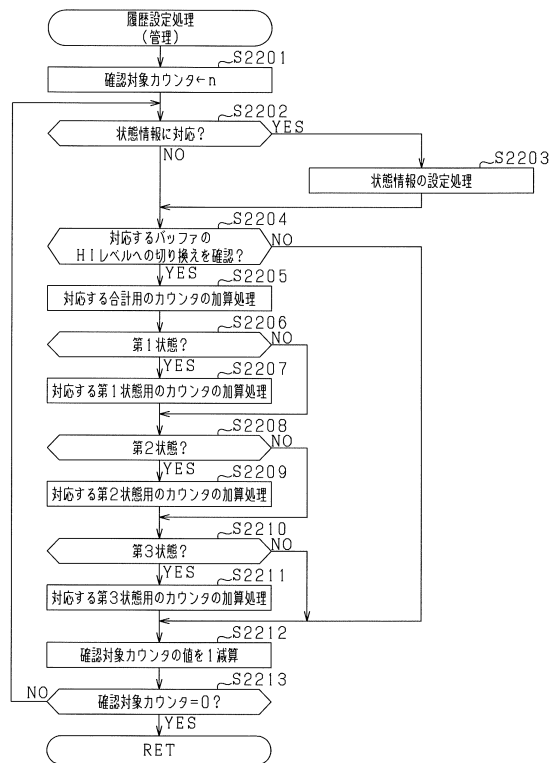 履歴設定処理
(管理)
S2201
確認対象カウンタ←n
S2202
状態情報に対応?
YES
NO
S2203
状態情報の設定処理
S2204
対応するバッファの
HIレベルへの切り換えを確認?
NO
YES
S2205
対応する合計用のカウンタの加算処理
S2206
第1状態?
NO
YES
S2207
対応する第1状態用のカウンタの加算処理
S2208
第2状態?
NO
YES
S2209
対応する第2状態用のカウンタの加算処理
S2210
第3状態?
NO
YES
S2211
対応する第3状態用のカウンタの加算処理
S2212
確認対象カウンタの値を1減算
S2213
NO
確認対象カウンタ=0?
YES
RET